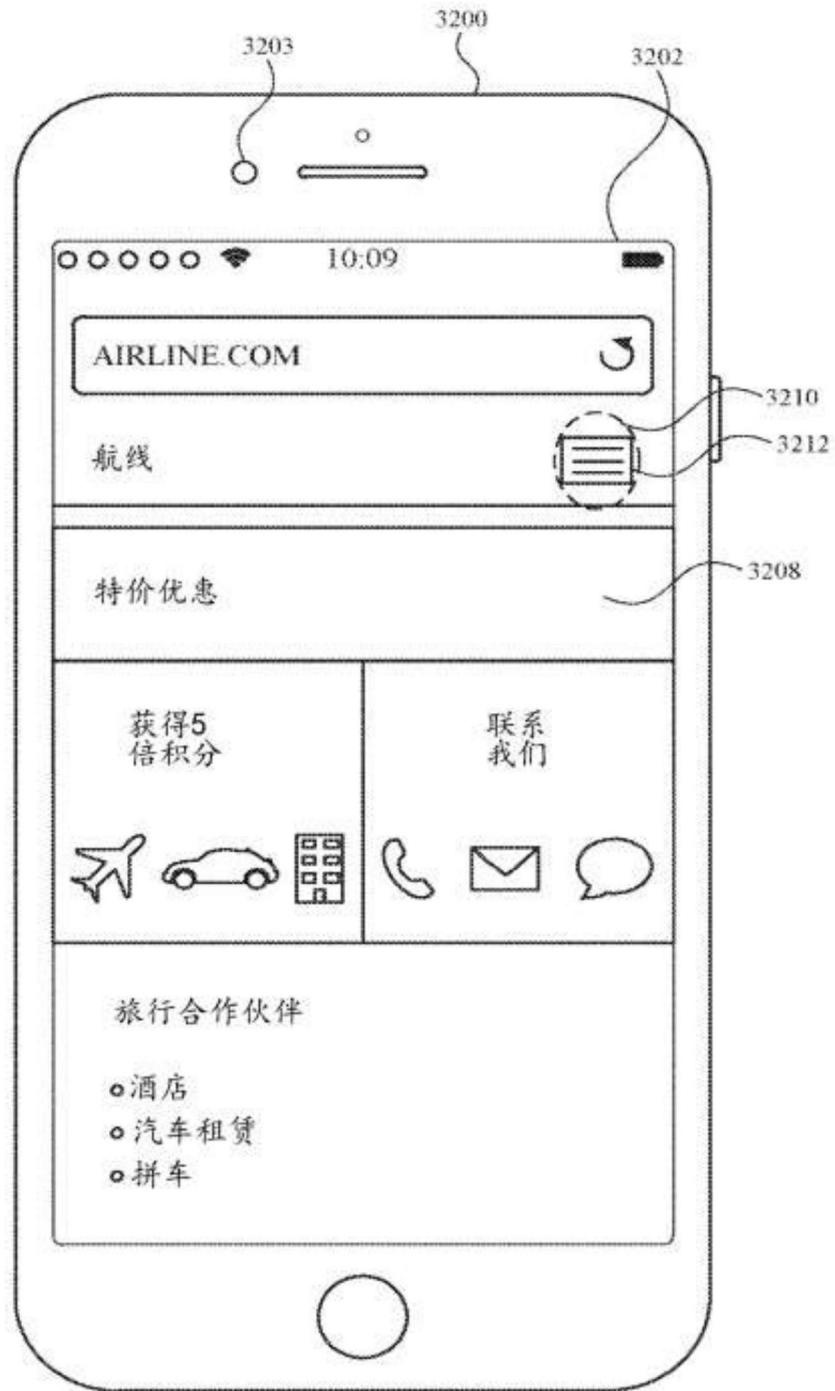 3203
3200
3202
10:09
AIRLINE.COM
3210
航线
3212
特价优惠
3208
获得5
倍积分
联系
我们
旅行合作伙伴
酒店
汽车租赁
拼车